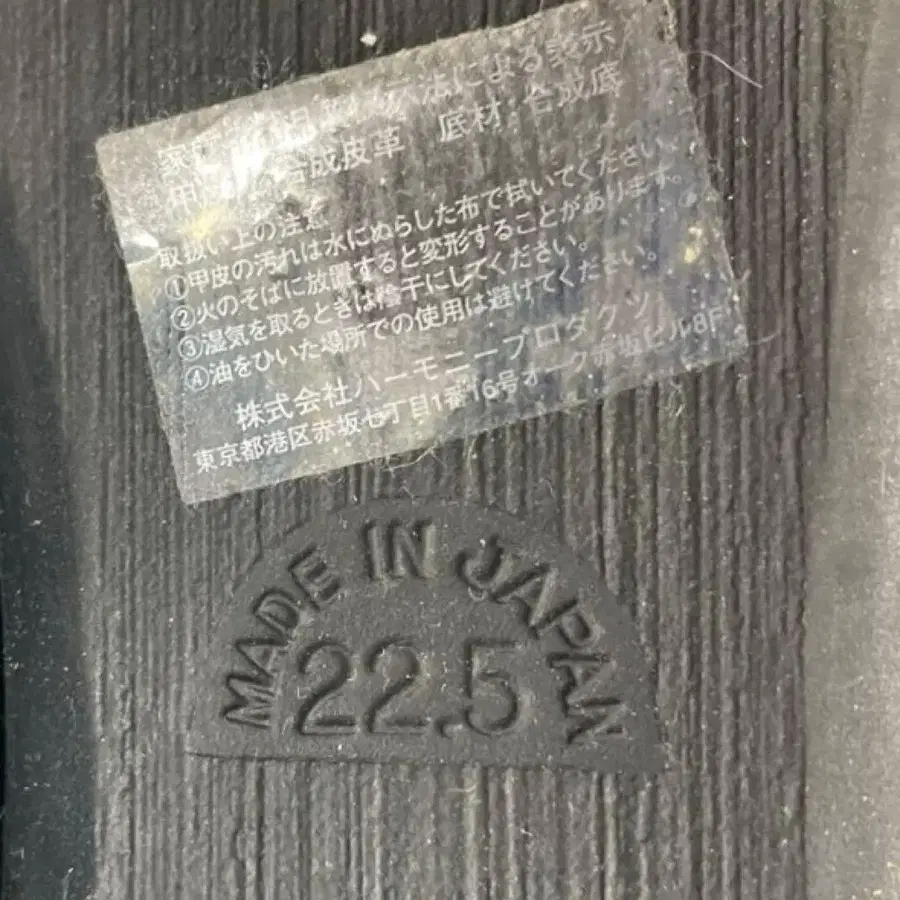 法による表示
合成皮革 底材 合成底
取扱い上の注意
①甲皮の汚れは水にぬらした布で拭いてください、
②火のそばに放置すると変形することがあります。
③湿気を取るときは陰干にしてください。
④油をひいた場所での使用は避けてください。
株式会社ハーモニープロダクツ
東京都港区赤坂七丁目1番16号オーク赤坂ビル8F
MADE IN JAPAN
22.5